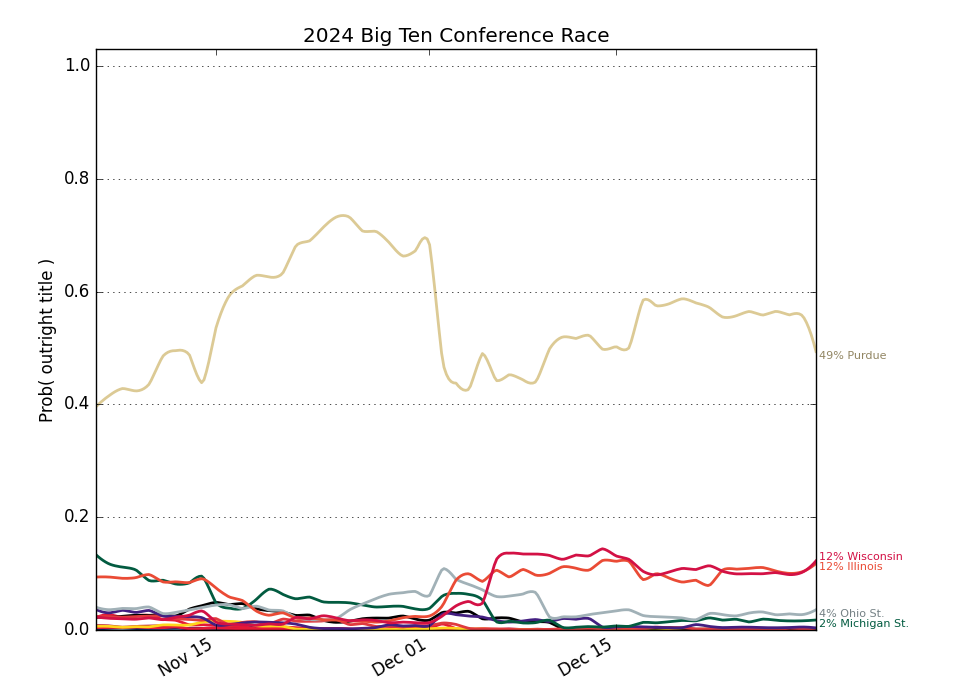 2024 Big Ten Conference Race
Prob( outright title )
1.0
0.8
0.6
0.4
0.2
0.0
49% Purdue
12% Wisconsin
12% Illinois
4% Ohio St.
2% Michigan St.
Nov 15
Dec 01
Dec 15